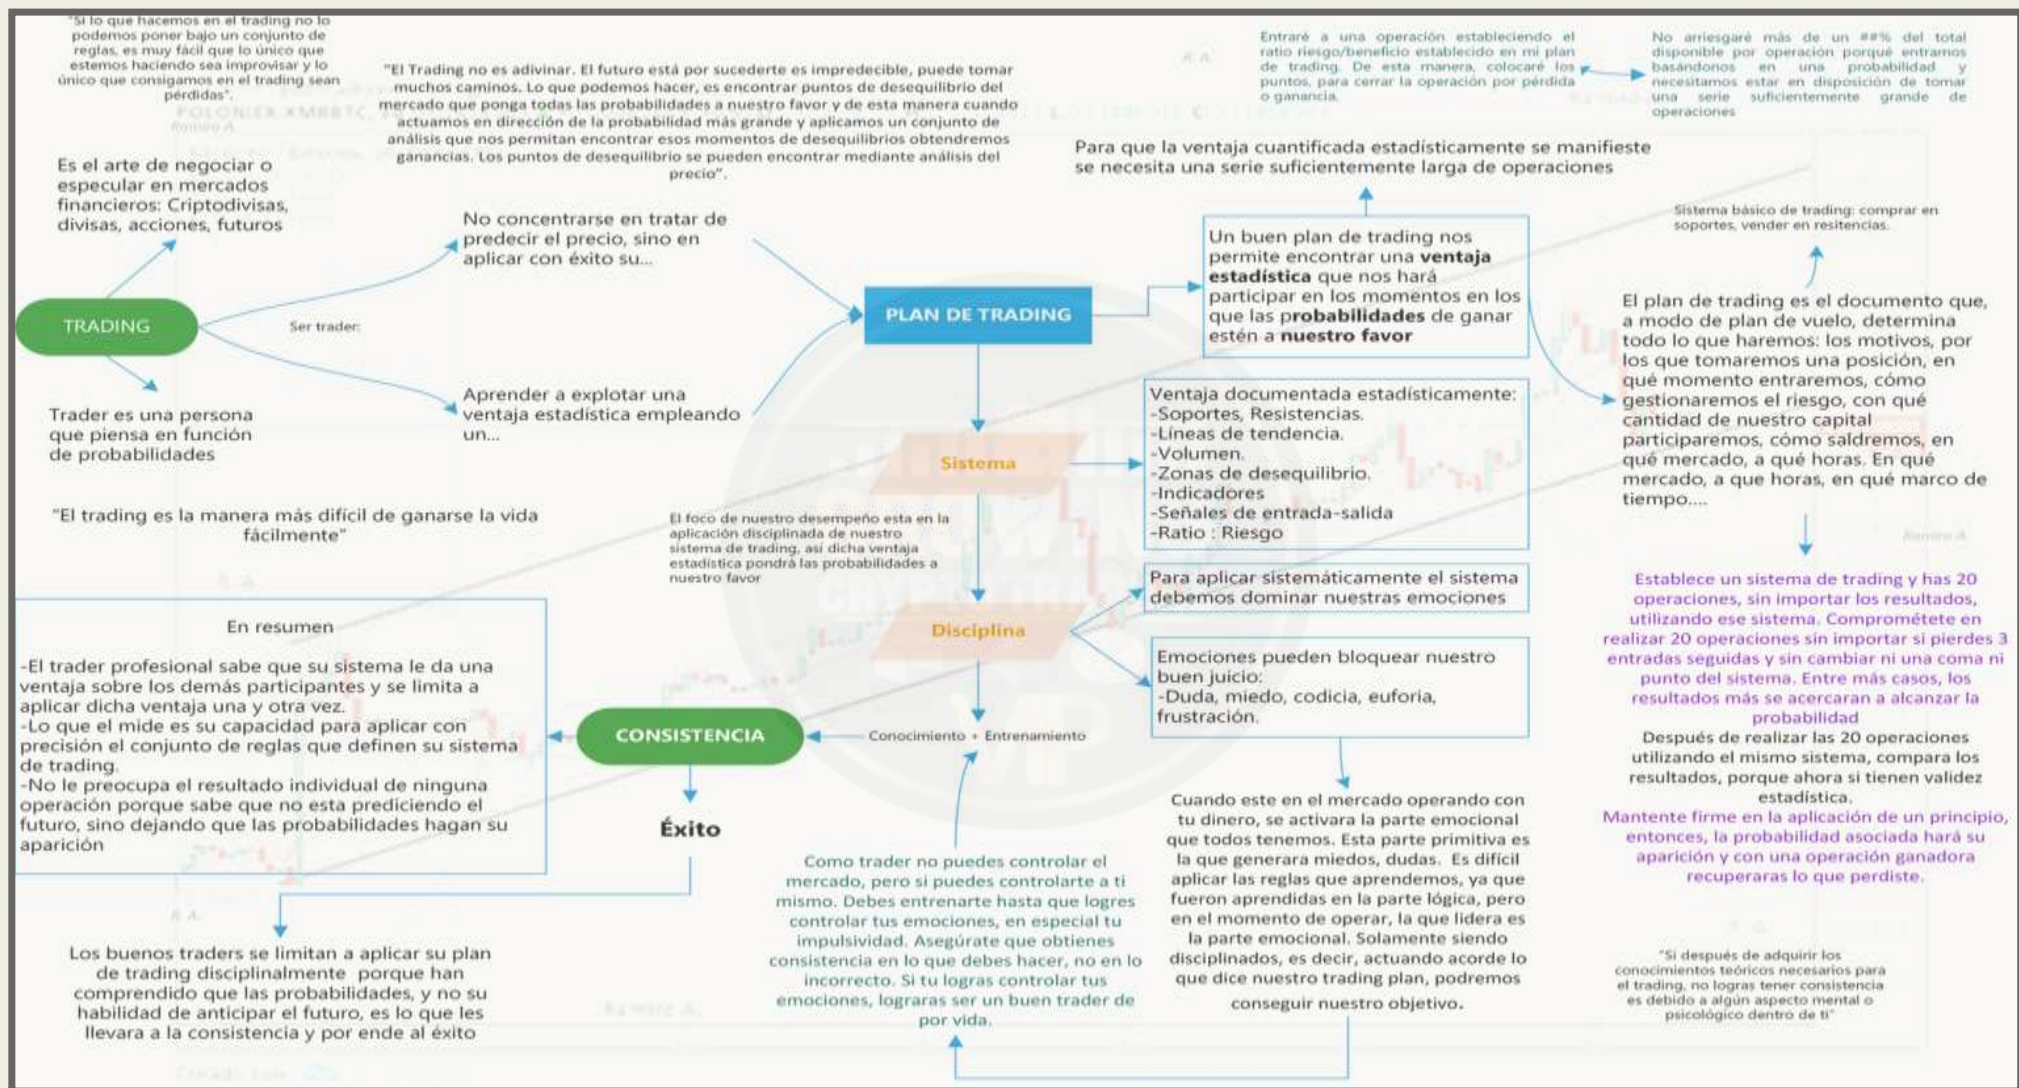 "Si lo que hacemos en el trading no lo
podemos poner bajo un conjunto de
reglas, es muy fácil que lo único que
estemos haciendo sea improvisar y lo
único que consigamos en el trading sean
pérdidas".
"El Trading no es adivinar. El futuro está por sucederte es impredecible, puede tomar
muchos caminos. Lo que podemos hacer, es encontrar puntos de desequilibrio del
mercado que ponga todas las probabilidades a nuestro favor y de esta manera cuando
actuamos en dirección de la probabilidad más grande y aplicamos un conjunto de
análisis que nos permitan encontrar esos momentos de desequilibrios obtendremos
ganancias. Los puntos de desequilibrio se pueden encontrar mediante análisis del
precio".
Entraré a una operación estableciendo el
ratio riesgo/beneficio establecido en mi plan
de trading. De esta manera, colocaré los
puntos, para cerrar la operación por pérdida
o ganancia.
No arriesgaré más de un ##% del total
disponible por operación porqué entramos
basándonos en una probabilidad y
necesitamos estar en disposición de tomar
una serie suficientemente grande de
operaciones
POLONIEX:XMRBTC
Ramiro A.
Para que la ventaja cuantificada estadísticamente se manifieste
se necesita una serie suficientemente larga de operaciones
Es el arte de negociar o
especular en mercados
financieros: Criptodivisas,
divisas, acciones, futuros
No concentrarse en tratar de
predecir el precio, sino en
aplicar con éxito su...
TRADING
Ser trader:
PLAN DE TRADING
Un buen plan de trading nos
permite encontrar una ventaja
estadística que nos hará
participar en los momentos en los
que las probabilidades de ganar
estén a nuestro favor
Sistema básico de trading: comprar en
soportes, vender en resitencias.
El plan de trading es el documento que,
a modo de plan de vuelo, determina
todo lo que haremos: los motivos, por
los que tomaremos una posición, en
qué momento entraremos, cómo
gestionaremos el riesgo, con qué
cantidad de nuestro capital
participaremos, cómo saldremos, en
qué mercado, a qué horas. En qué
mercado, a que horas, en qué marco de
tiempo....
Trader es una persona
que piensa en función
de probabilidades
Aprender a explotar una
ventaja estadística empleando
un...
Sistema
Ventaja documentada estadísticamente:
-Soportes, Resistencias.
-Líneas de tendencia.
-Volumen.
-Zonas de desequilibrio.
-Indicadores
-Señales de entrada-salida
-Ratio : Riesgo
"El trading es la manera más difícil de ganarse la vida
fácilmente"
El foco de nuestro desempeño esta en la
aplicación disciplinada de nuestro
sistema de trading, así dicha ventaja
estadística pondrá las probabilidades a
nuestro favor
Ramiro A.
R. A.
Disciplina
Para aplicar sistemáticamente el sistema
debemos dominar nuestras emociones
Emociones pueden bloquear nuestro
buen juicio:
-Duda, miedo, codicia, euforia,
frustración.
Establece un sistema de trading y has 20
operaciones, sin importar los resultados,
utilizando ese sistema. Comprométete en
realizar 20 operaciones sin importar si pierdes 3
entradas seguidas y sin cambiar ni una coma ni
punto del sistema. Entre más casos, los
resultados más se acercaran a alcanzar la
probabilidad
Después de realizar las 20 operaciones
utilizando el mismo sistema, compara los
resultados, porque ahora si tienen validez
estadística.
Mantente firme en la aplicación de un principio,
entonces, la probabilidad asociada hará su
aparición y con una operación ganadora
recuperaras lo que perdiste.
En resumen
-El trader profesional sabe que su sistema le da una
ventaja sobre los demás participantes y se limita a
aplicar dicha ventaja una y otra vez.
-Lo que el mide es su capacidad para aplicar con
precisión el conjunto de reglas que definen su sistema
de trading.
-No le preocupa el resultado individual de ninguna
operación porque sabe que no esta prediciendo el
futuro, sino dejando que las probabilidades hagan su
aparición
CONSISTENCIA
Conocimiento + Entrenamiento
VIP
Éxito
Cuando este en el mercado operando con
tu dinero, se activara la parte emocional
que todos tenemos. Esta parte primitiva es
la que generara miedos, dudas. Es difícil
aplicar las reglas que aprendemos, ya que
fueron aprendidas en la parte lógica, pero
en el momento de operar, la que lidera es
la parte emocional. Solamente siendo
disciplinados, es decir, actuando acorde lo
que dice nuestro trading plan, podremos
conseguir nuestro objetivo.
Como trader no puedes controlar el
mercado, pero si puedes controlarte a ti
mismo. Debes entrenarte hasta que logres
controlar tus emociones, en especial tu
impulsividad. Asegúrate que obtienes
consistencia en lo que debes hacer, no en lo
incorrecto. Si tu logras controlar tus
emociones, lograras ser un buen trader de
por vida.
R. A.
Los buenos traders se limitan a aplicar su plan
de trading disciplinalmente porque han
comprendido que las probabilidades, y no su
habilidad de anticipar el futuro, es lo que les
llevara a la consistencia y por ende al éxito
"Si después de adquirir los
conocimientos teóricos necesarios para
el trading, no logras tener consistencia
es debido a algún aspecto mental o
psicológico dentro de ti"
Ramiro A.
Creado con